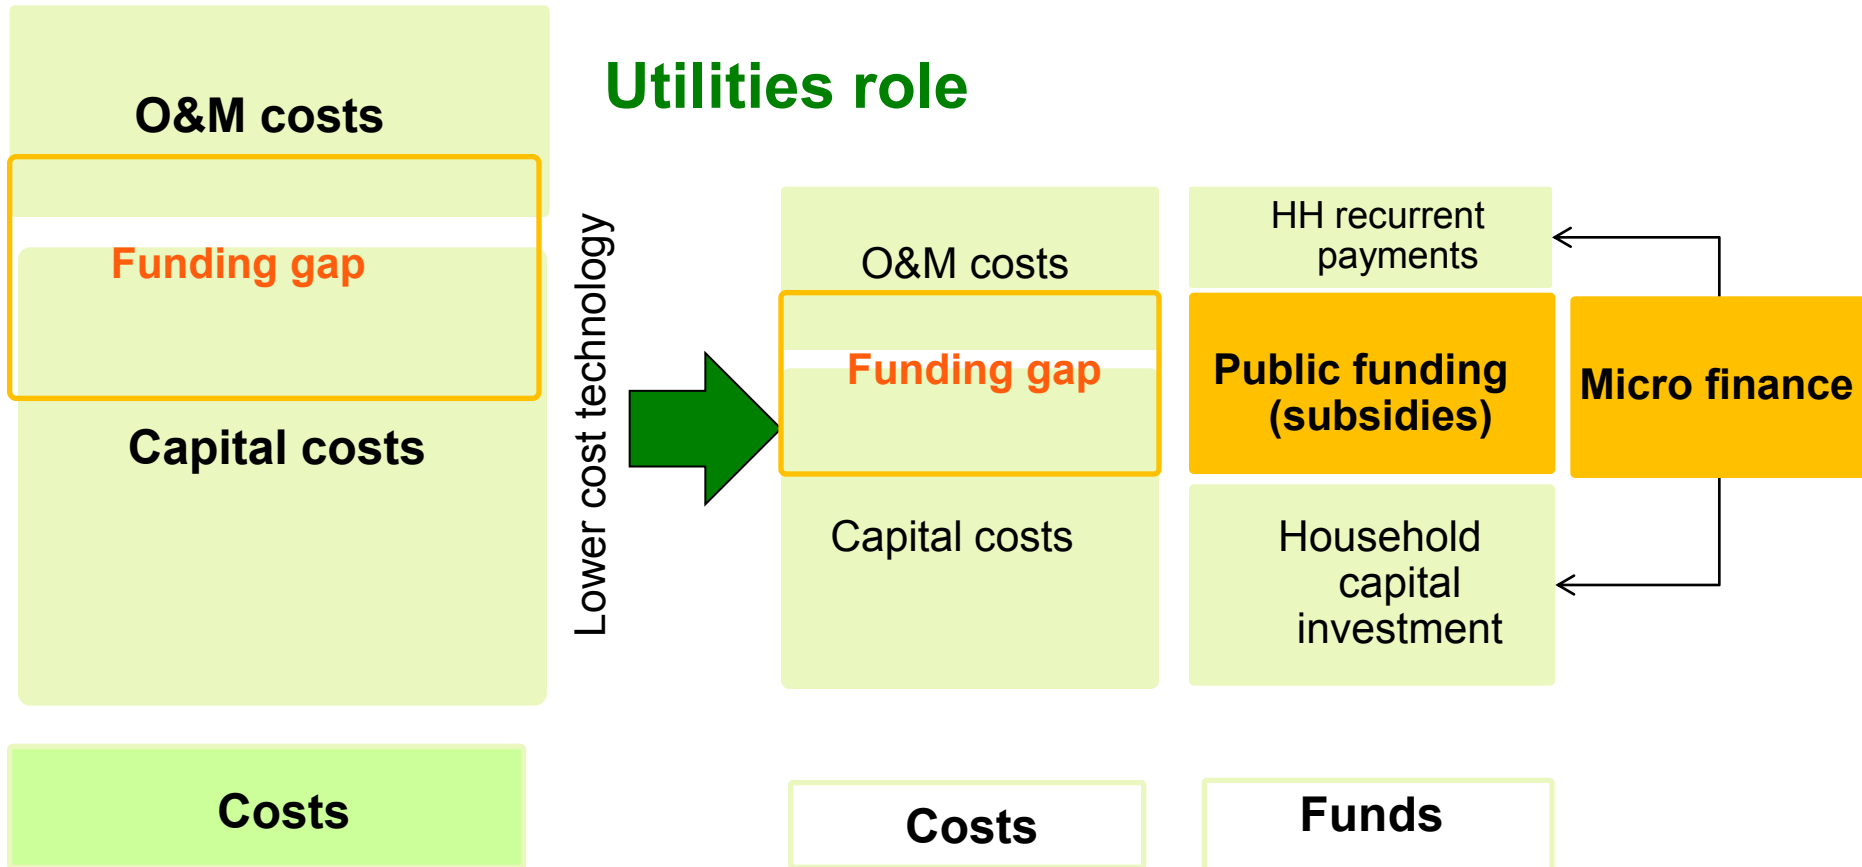 Utilities role
O&M costs
Funding gap
Capital costs
Costs
Lower cost technology
O&M costs
Funding gap
Capital costs
Costs
HH recurrent
payments
Public funding
(subsidies)
Household
capital
investment
Funds
Micro finance